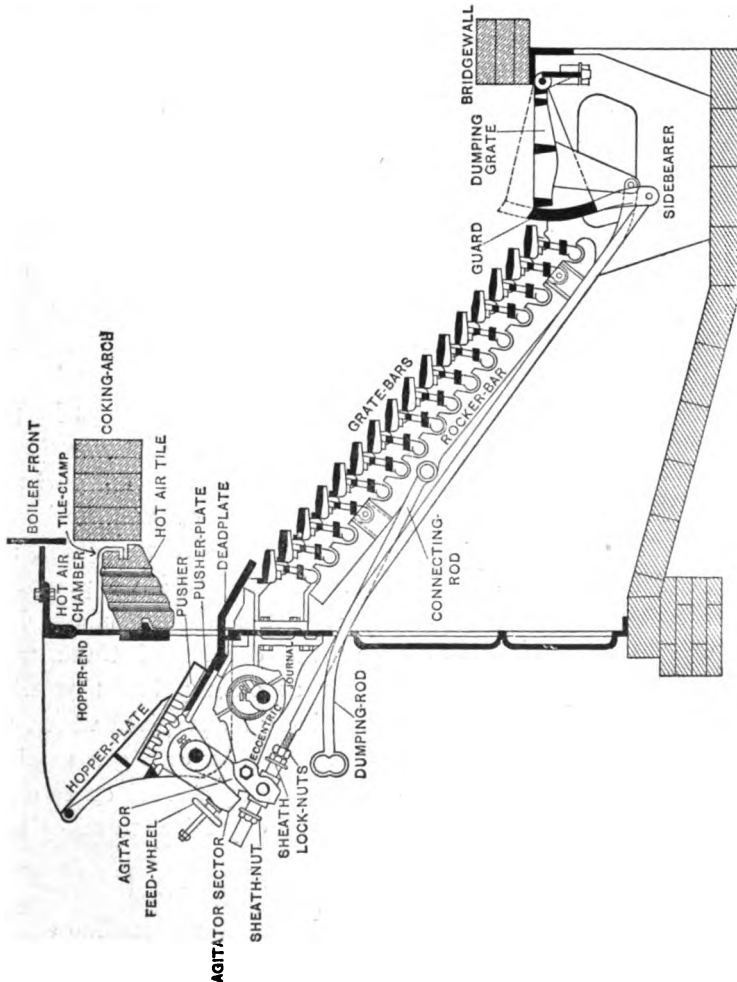 BOILER FRONT
TILE-CLAMP
COKING-ARCH
HOT AIR
CHAMBER
HOT AIR TILE
HOPPER-END
PUSHER
PUSHER-PLATE
DEADPLATE
HOPPER-PLATE
AGITATOR
FEED-WHEEL
AGITATOR SECTOR
SHEATH-NUT
SHEATH
LOCK-NUTS
ECCENTRIC
JOURNAL
DUMPING-ROD
CONNECTING-
ROD
GRATE-BARS
ROCKER-BAR
GUARD
DUMPING
GRATE
BRIDGEWALL
SIDEBEARER